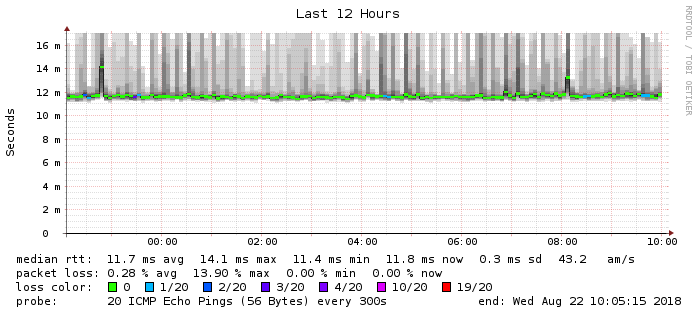 Last 12 Hours
RRDTOOL / TOBI OETIKER
Seconds
16 m
14 m
12 m
10 m
8 m
6 m
4 m
2 m
0
00:00 02:00 04:00 06:00 08:00 10:00
median rtt: 11.7 ms avg 14.1 ms max 11.4 ms min 11.8 ms now 0.3 ms sd 43.2 am/s
packet loss: 0.28 % avg 13.90 % max 0.00 % min 0.00 % now
loss color: 0 1/20 2/20 3/20 4/20 10/20 19/20
probe: 20 ICMP Echo Pings (56 Bytes) every 300s end: Wed Aug 22 10:05:15 2018